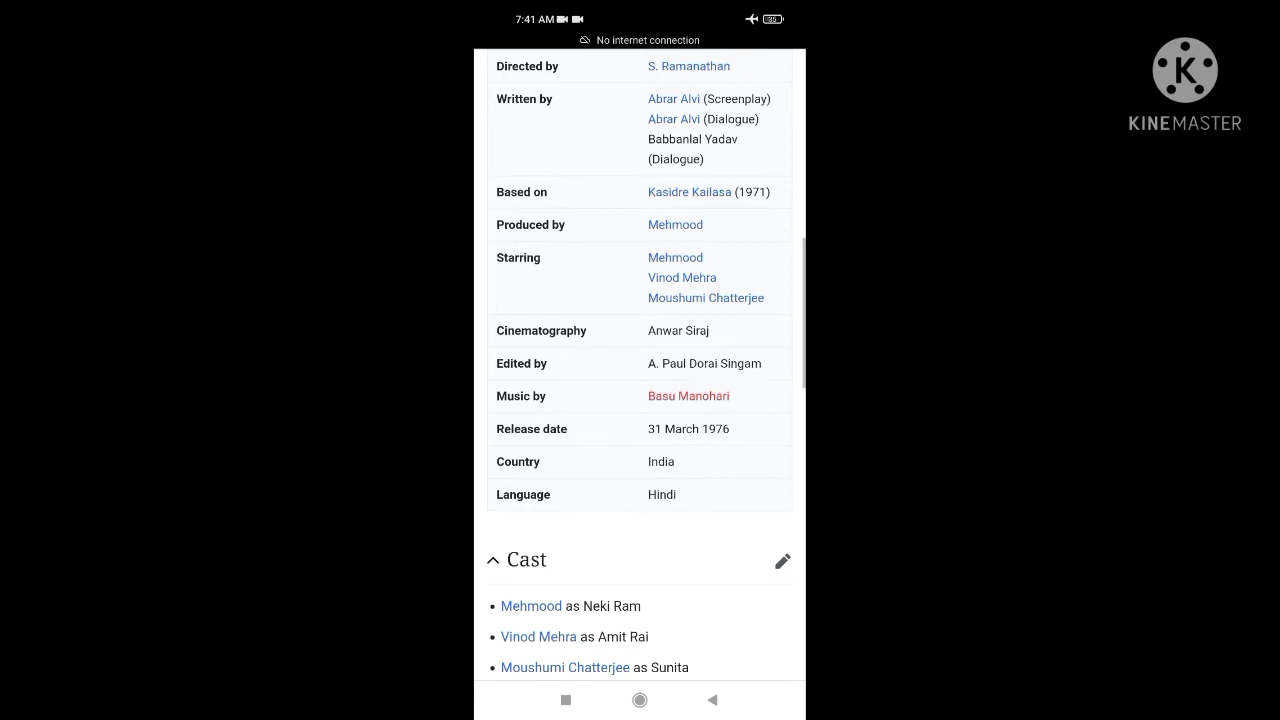 7:41 AM
35
No internet connection
KINEMASTER
Directed by S. Ramanathan
Written by Abrar Alvi (Screenplay)
Abrar Alvi (Dialogue)
Babbanlal Yadav
(Dialogue)
Based on Kasidre Kailasa (1971)
Produced by Mehmood
Starring Mehmood
Vinod Mehra
Moushumi Chatterjee
Cinematography Anwar Siraj
Edited by A. Paul Dorai Singam
Music by Basu Manohari
Release date 31 March 1976
Country India
Language Hindi
Cast
• Mehmood as Neki Ram
• Vinod Mehra as Amit Rai
• Moushumi Chatterjee as Sunita